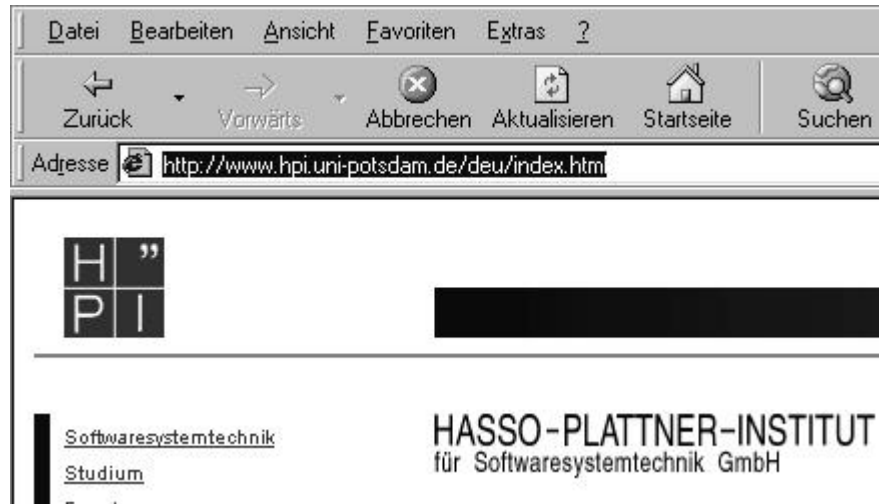 Datei Bearbeiten Ansicht Favoriten Extras ?
Zurück Vorwärts Abbrechen Aktualisieren Startseite Suchen
Adresse http://www.hpi.uni-potsdam.de/deu/index.html
H ”
P I
HASSO-PLATTNER-INSTITUT
für Softwaresystemtechnik GmbH
Softwaresystemtechnik
Studium